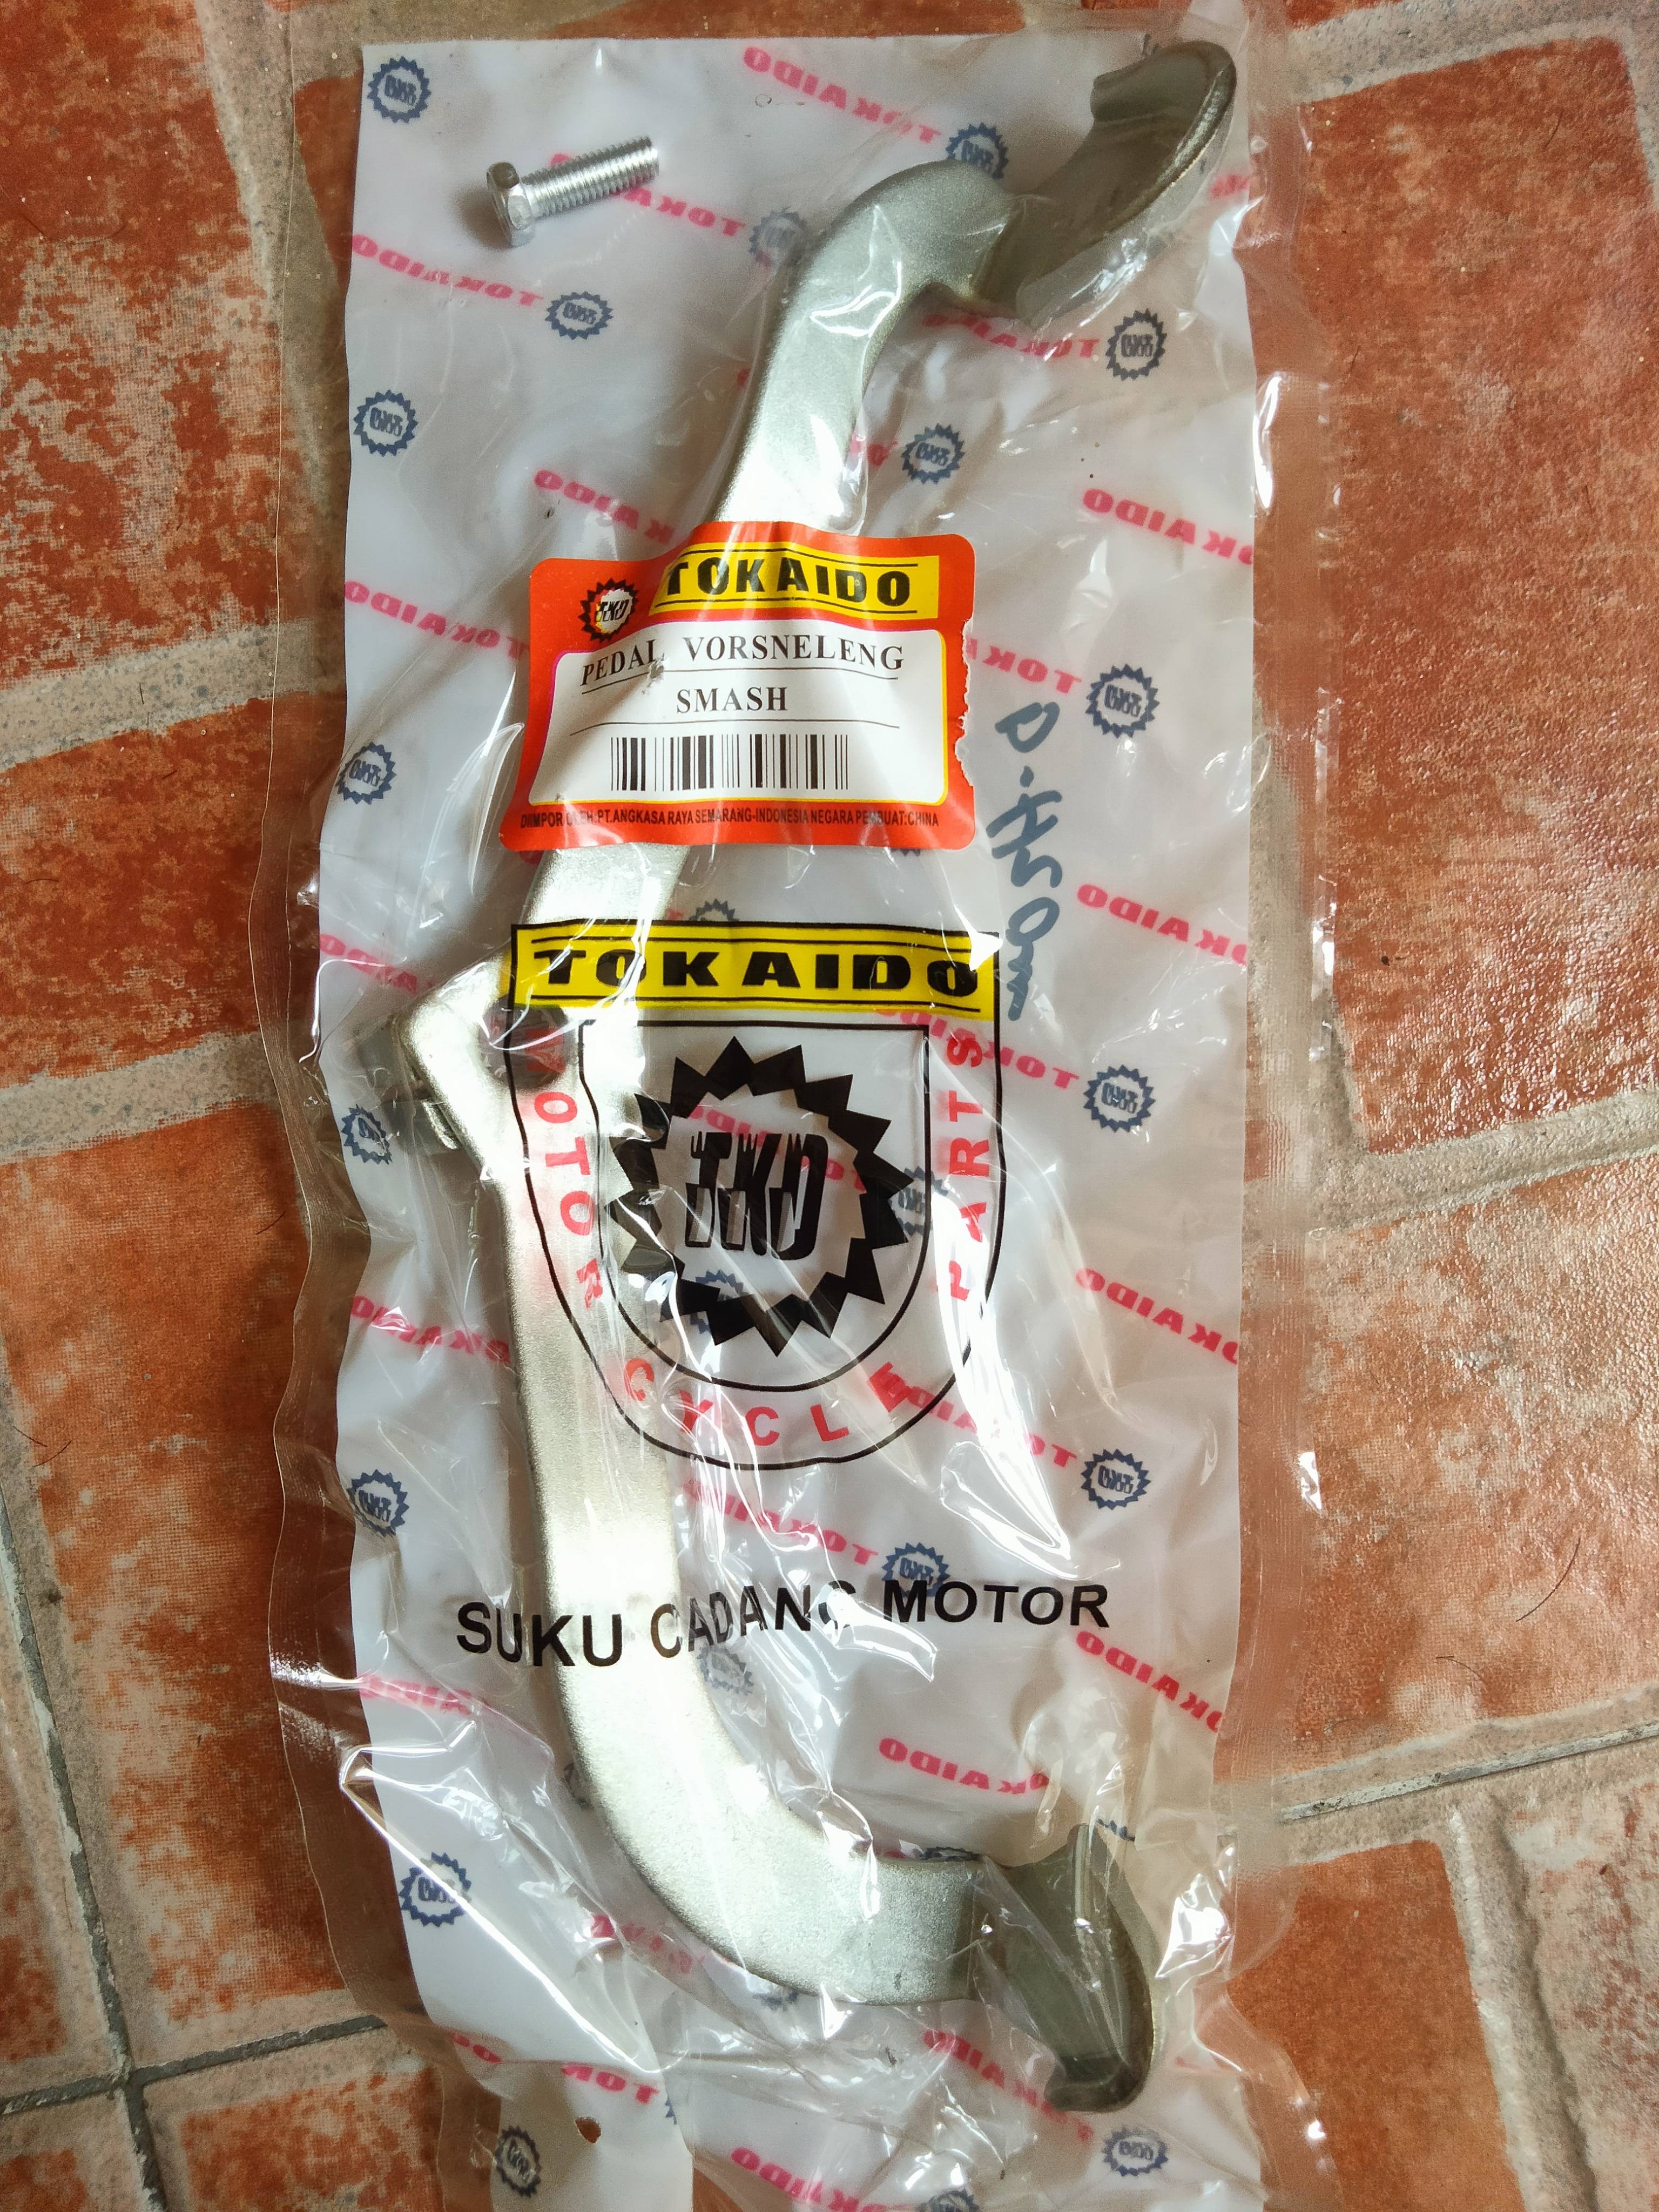 TOKAIDO
TKD
PEDAL VORSNELENG
SMASH
DIIMPOR OLEH:PT.ANGKASA RAYA SEMARANG-INDONESIA NEGARA PEMBUAT:CHINA
TOKAIDO
MOTOR CYCLE PARTS
TKD
SUKU CADANG MOTOR